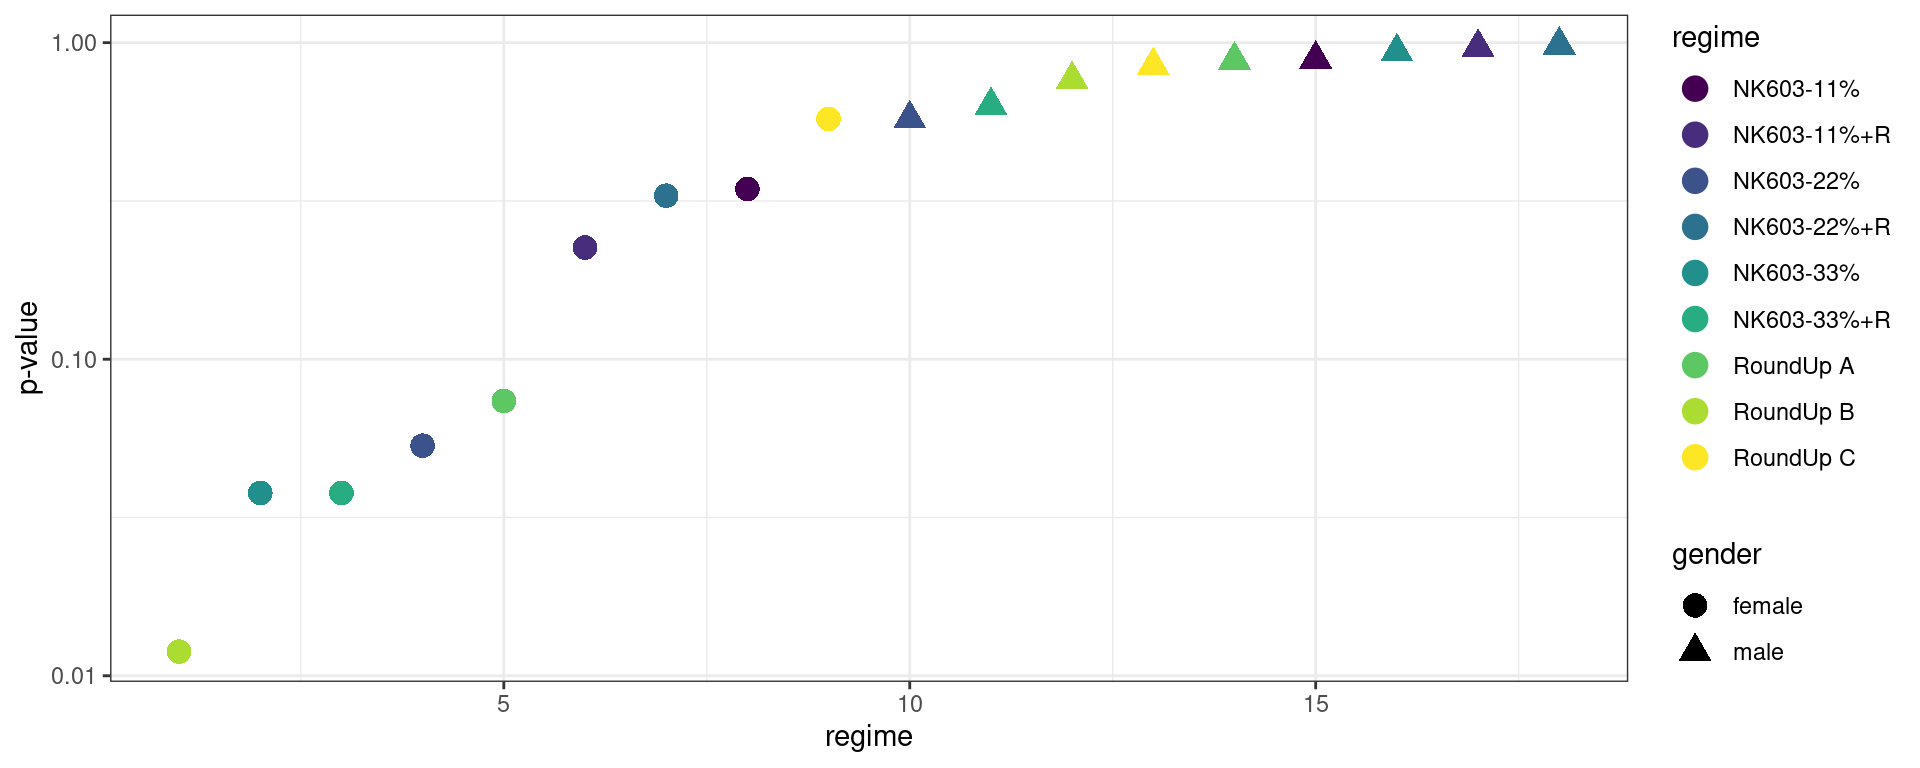 p-value
1.00
0.10
0.01
5
10
15
regime
regime
NK603-11%
NK603-11%+R
NK603-22%
NK603-22%+R
NK603-33%
NK603-33%+R
RoundUp A
RoundUp B
RoundUp C
gender
female
male